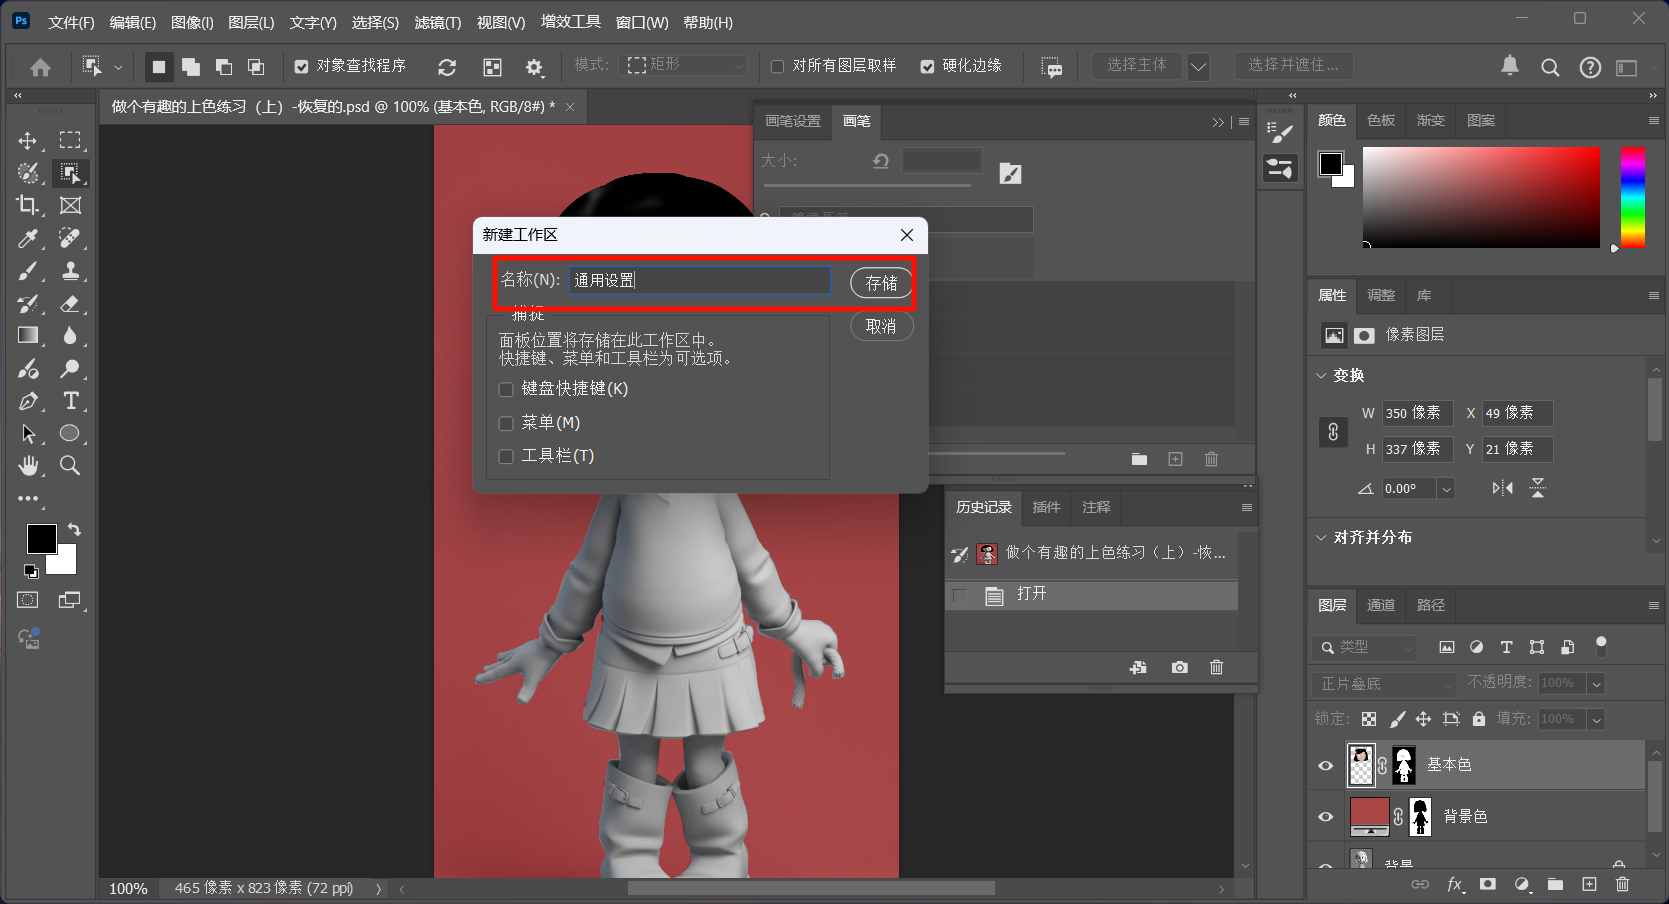 Ps 文件(F) 编辑(E) 图像(I) 图层(L) 文字(Y) 选择(S) 滤镜(T) 视图(V) 增效工具 窗口(W) 帮助(H)
对象查找程序 模式: 矩形 对所有图层取样 硬化边缘 选择主体 选择并遮住...
做个有趣的上色练习（上）-恢复的.psd @ 100% (基本色, RGB/8#) *
画笔设置 画笔
大小:
新建工作区
名称(N): 通用设置 存储
取消
捕捉
面板位置将存储在此工作区中。
快捷键、菜单和工具栏为可选项。
键盘快捷键(K)
菜单(M)
工具栏(T)
历史记录 插件 注释
做个有趣的上色练习（上）-恢...
打开
颜色 色板 渐变 图案
属性 调整 库
像素图层
变换
W 350 像素 X 49 像素
H 337 像素 Y 21 像素
0.00°
对齐并分布
图层 通道 路径
类型
正片叠底 不透明度: 100%
锁定: 填充: 100%
基本色
背景色
背景
fx
100% 465 像素 x 823 像素 (72 ppi)